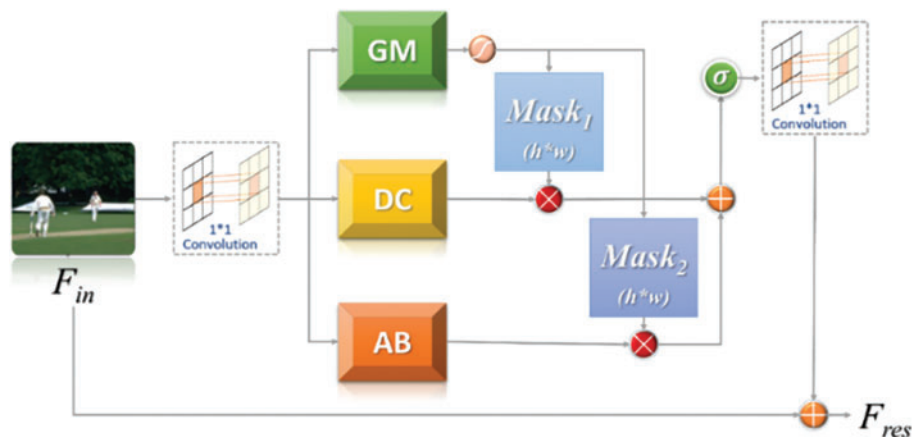 GM
Mask1
(h*w)
σ
1*1
Convolution
DC
1*1
Convolution
Fin
Mask2
(h*w)
AB
Fres